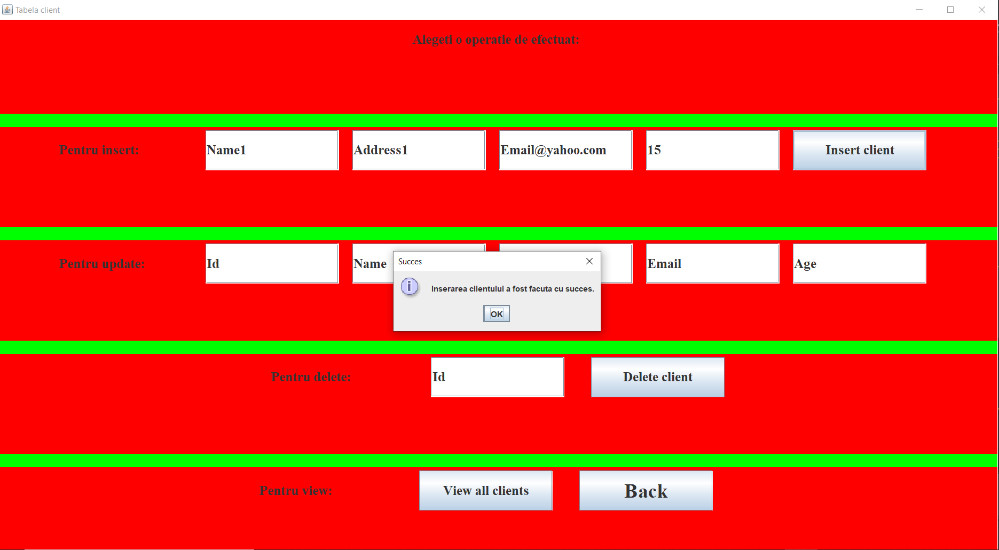 Tabela client
Alegeti o operatie de efectuat:
Pentru insert: Name1 Address1 Email@yahoo.com 15 Insert client
Pentru update: Id Name Email Age
Succes
i
Inserarea clientului a fost facuta cu succes.
OK
Pentru delete: Id Delete client
Pentru view: View all clients Back